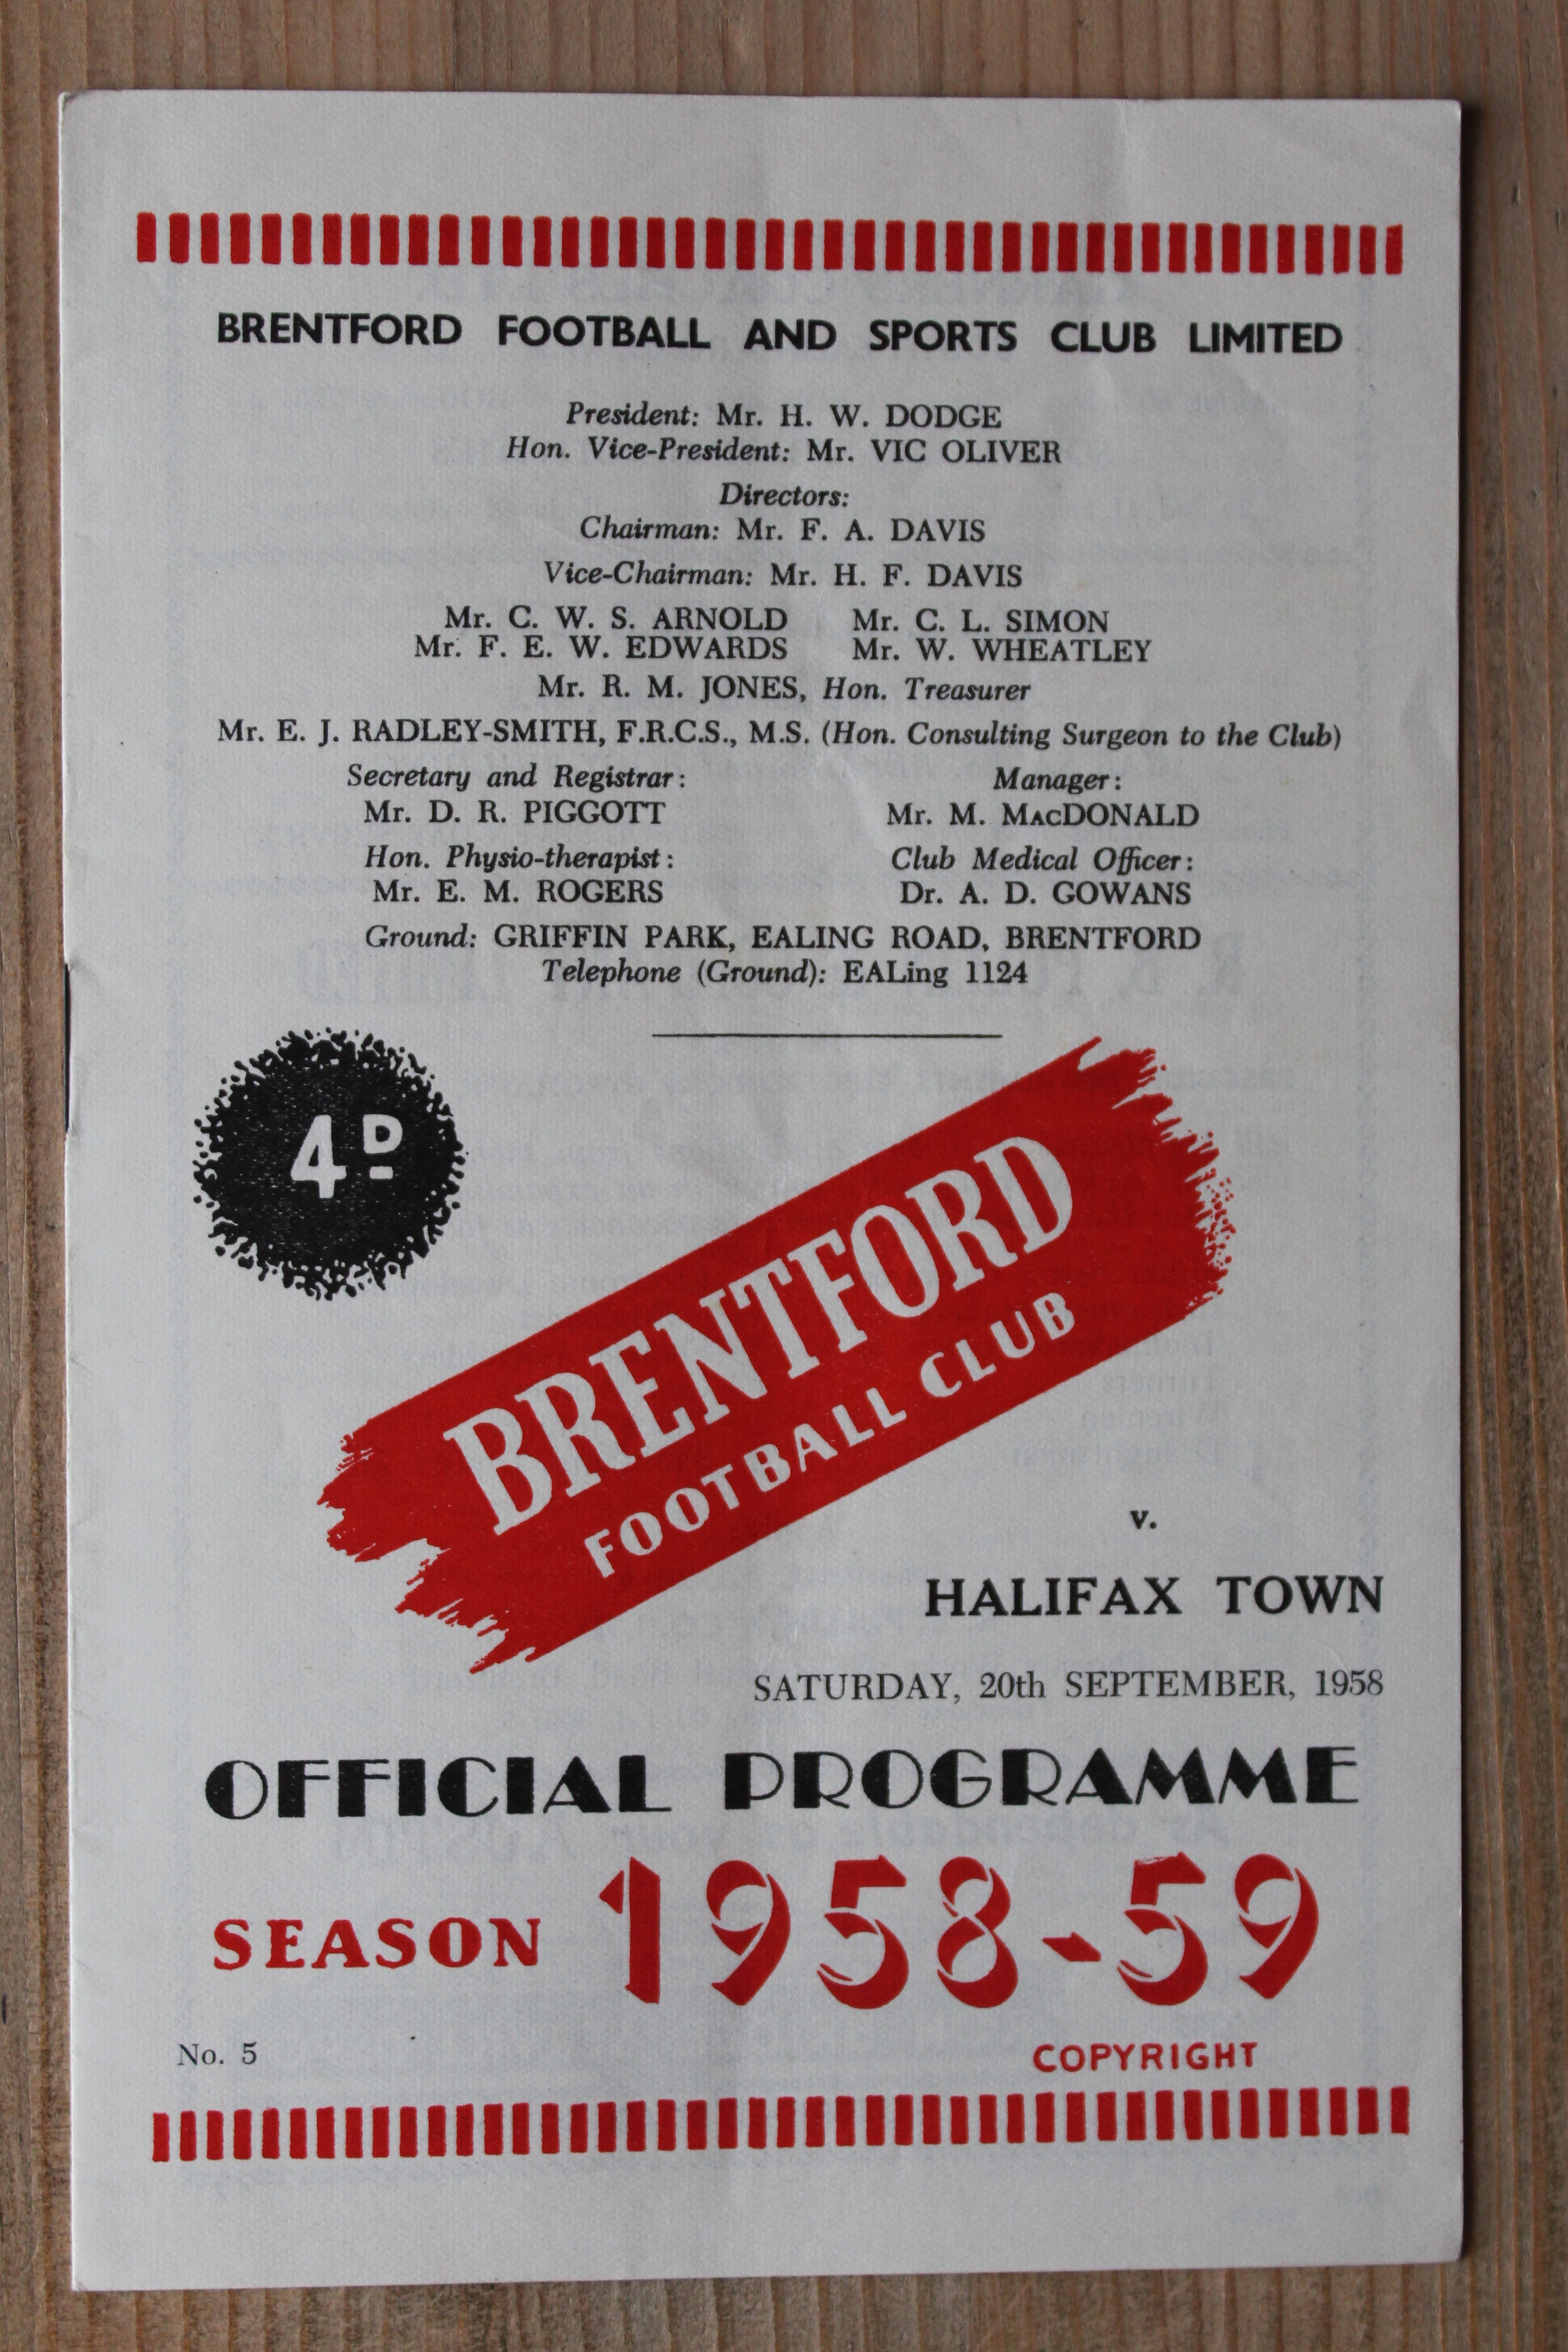 BRENTFORD FOOTBALL AND SPORTS CLUB LIMITED
President: Mr. H. W. DODGE
Hon. Vice-President: Mr. VIC OLIVER
Directors:
Chairman: Mr. F. A. DAVIS
Vice-Chairman: Mr. H. F. DAVIS
Mr. C. W. S. ARNOLD Mr. C. L. SIMON
Mr. F. E. W. EDWARDS Mr. W. WHEATLEY
Mr. R. M. JONES, Hon. Treasurer
Mr. E. J. RADLEY-SMITH, F.R.C.S., M.S. (Hon. Consulting Surgeon to the Club)
Secretary and Registrar: Manager:
Mr. D. R. PIGGOTT Mr. M. MACDONALD
Hon. Physio-therapist: Club Medical Officer:
Mr. E. M. ROGERS Dr. A. D. GOWANS
Ground: GRIFFIN PARK, EALING ROAD, BRENTFORD
Telephone (Ground): EALing 1124
4D
BRENTFORD
FOOTBALL CLUB
v.
HALIFAX TOWN
SATURDAY, 20th SEPTEMBER, 1958
OFFICIAL PROGRAMME
SEASON 1958-59
No. 5 COPYRIGHT